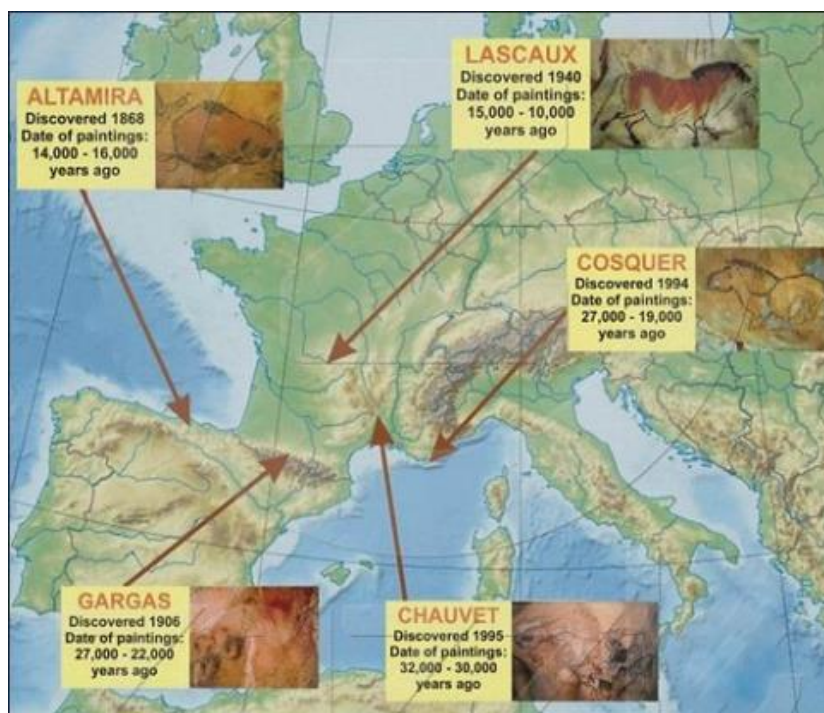 ALTAMIRA
Discovered 1868
Date of paintings:
14,000 - 16,000
years ago
LASCAUX
Discovered 1940
Date of paintings:
15,000 - 10,000
years ago
COSQUER
Discovered 1994
Date of paintings:
27,000 - 19,000
years ago
GARGAS
Discovered 1906
Date of paintings:
27,000 - 22,000
years ago
CHAUVET
Discovered 1995
Date of paintings:
32,000 - 30,000
years ago